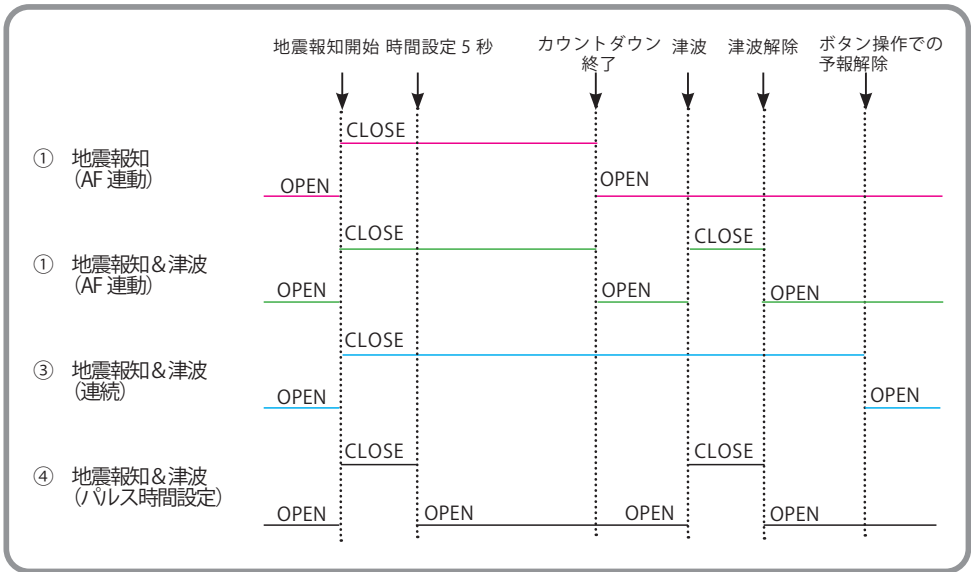 地震報知開始 時間設定 5 秒 カウントダウン 津波 津波解除 ボタン操作での
終了 予報解除
CLOSE
① 地震報知
（AF 連動）
OPEN OPEN
CLOSE CLOSE
① 地震報知＆津波
（AF 連動）
OPEN OPEN OPEN
CLOSE
③ 地震報知＆津波
（連続）
OPEN OPEN
CLOSE CLOSE
④ 地震報知＆津波
（パルス時間設定）
OPEN OPEN OPEN OPEN